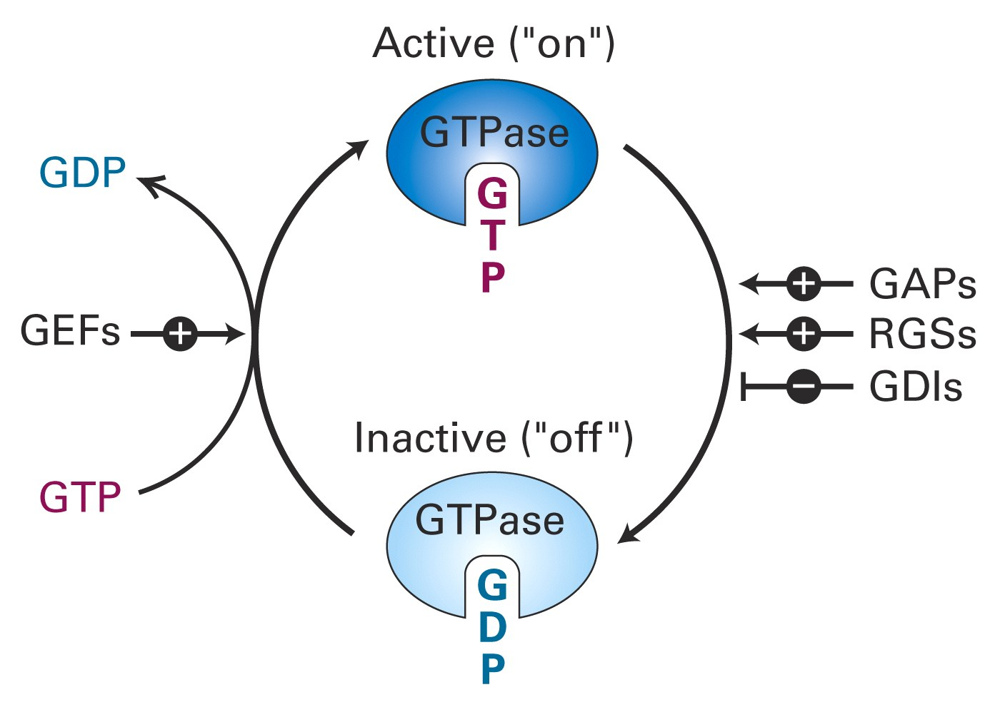 Active ("on")
GTPase
G
T
P
GDP
GEFs
+
GTP
+
GAPs
+
RGSs
−
GDIs
Inactive ("off")
GTPase
G
D
P